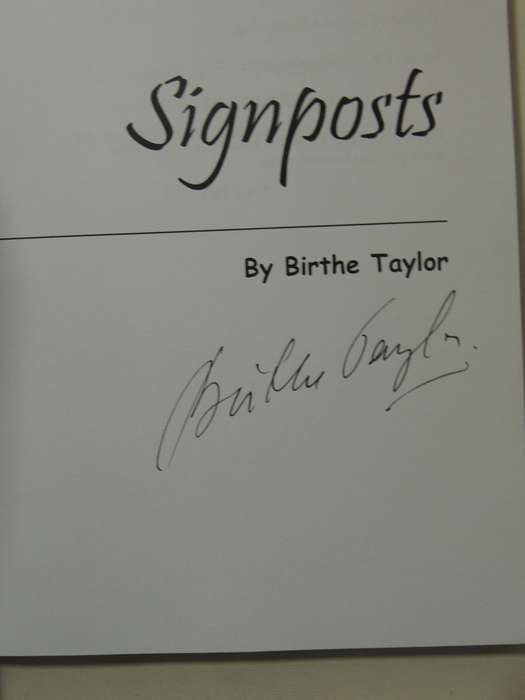 Signposts
By Birthe Taylor
Birthe Taylor.